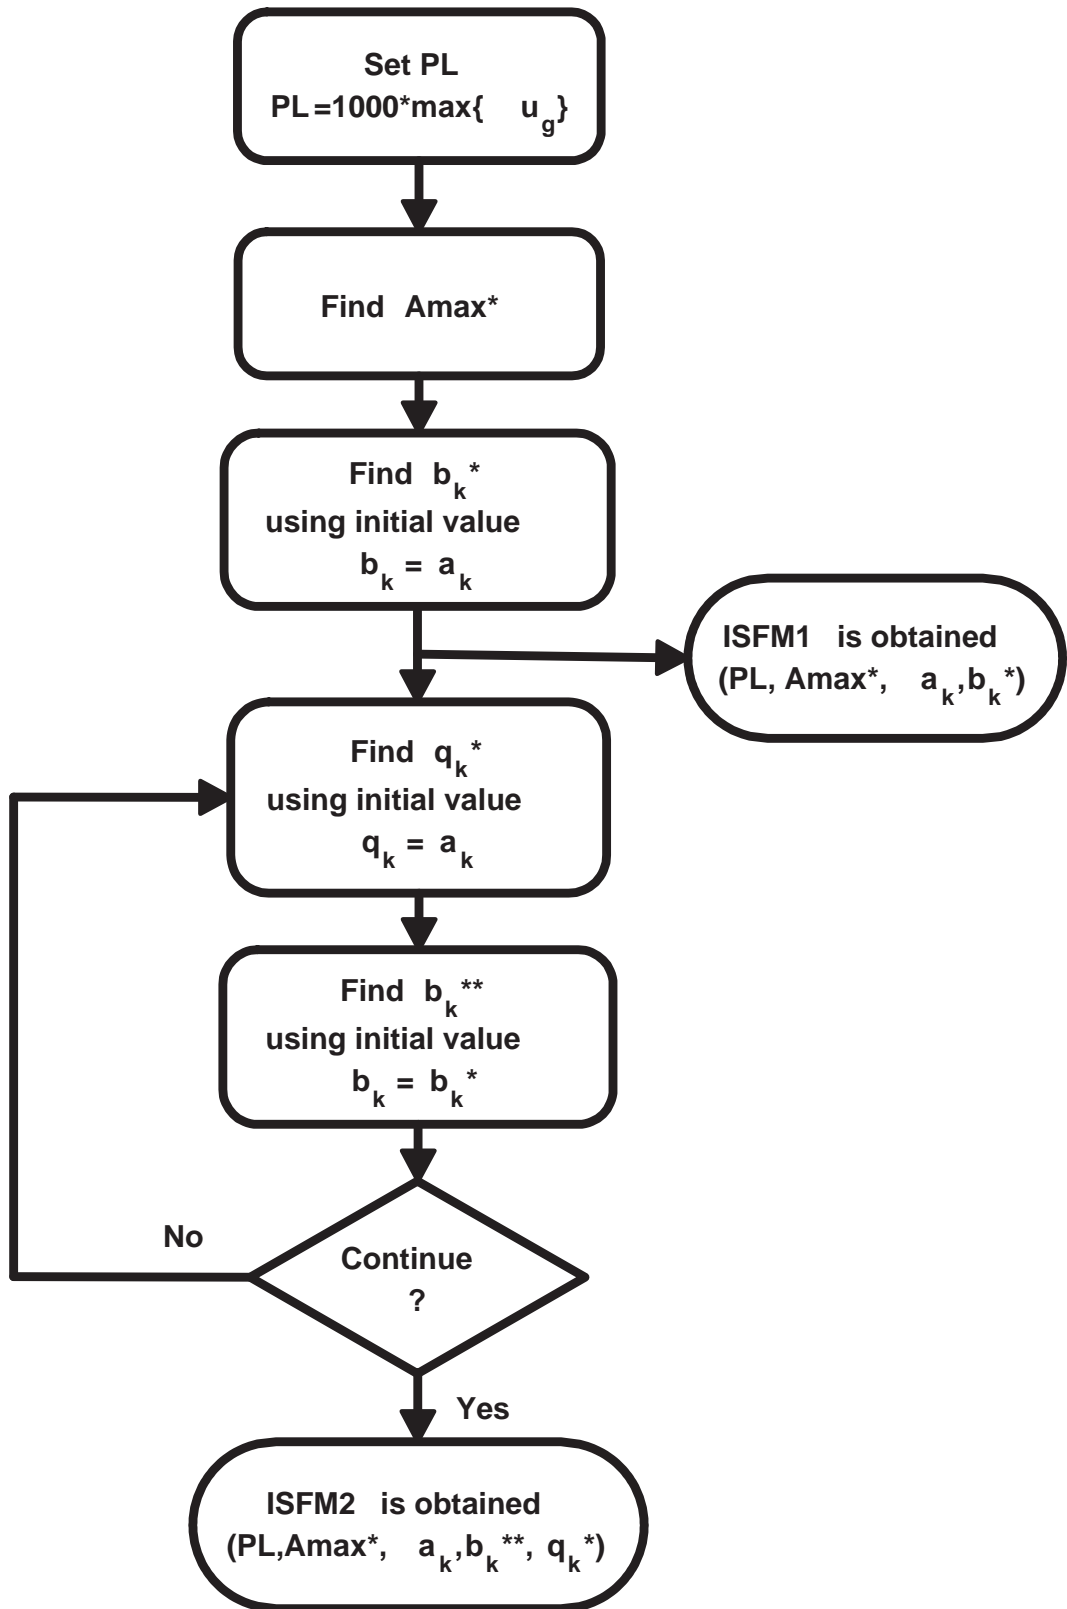 Set PL
PL=1000*max{ u_g}
Find Amax*
Find b_k*
using initial value
b_k = a_k
ISFM1 is obtained
(PL, Amax*, a_k,b_k*)
Find q_k*
using initial value
q_k = a_k
Find b_k**
using initial value
b_k = b_k*
No
Continue
?
Yes
ISFM2 is obtained
(PL,Amax*, a_k,b_k**, q_k*)